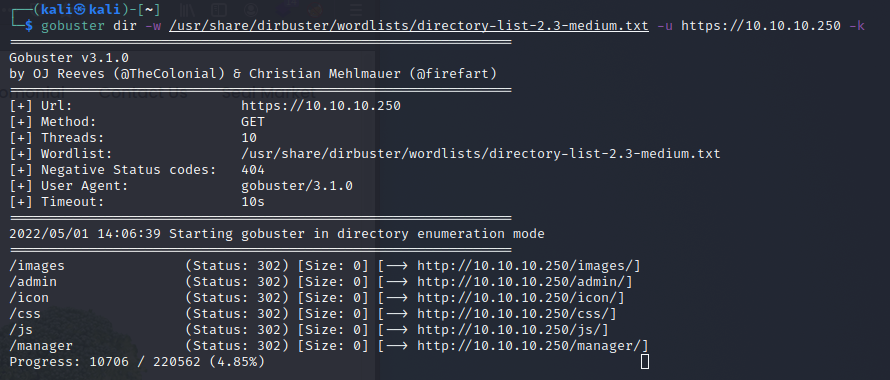 ┌──(kali㉿kali)-[~]
└─$ gobuster dir -w /usr/share/dirbuster/wordlists/directory-list-2.3-medium.txt -u https://10.10.10.250 -k
===============================================================
Gobuster v3.1.0
by OJ Reeves (@TheColonial) & Christian Mehlmauer (@firefart)
===============================================================
[+] Url:                     https://10.10.10.250
[+] Method:                  GET
[+] Threads:                 10
[+] Wordlist:                /usr/share/dirbuster/wordlists/directory-list-2.3-medium.txt
[+] Negative Status codes:   404
[+] User Agent:              gobuster/3.1.0
[+] Timeout:                 10s
===============================================================
2022/05/01 14:06:39 Starting gobuster in directory enumeration mode
===============================================================
/images               (Status: 302) [Size: 0] [--> http://10.10.10.250/images/]
/admin                (Status: 302) [Size: 0] [--> http://10.10.10.250/admin/]
/icon                 (Status: 302) [Size: 0] [--> http://10.10.10.250/icon/]
/css                  (Status: 302) [Size: 0] [--> http://10.10.10.250/css/]
/js                   (Status: 302) [Size: 0] [--> http://10.10.10.250/js/]
/manager              (Status: 302) [Size: 0] [--> http://10.10.10.250/manager/]
Progress: 10706 / 220562 (4.85%)